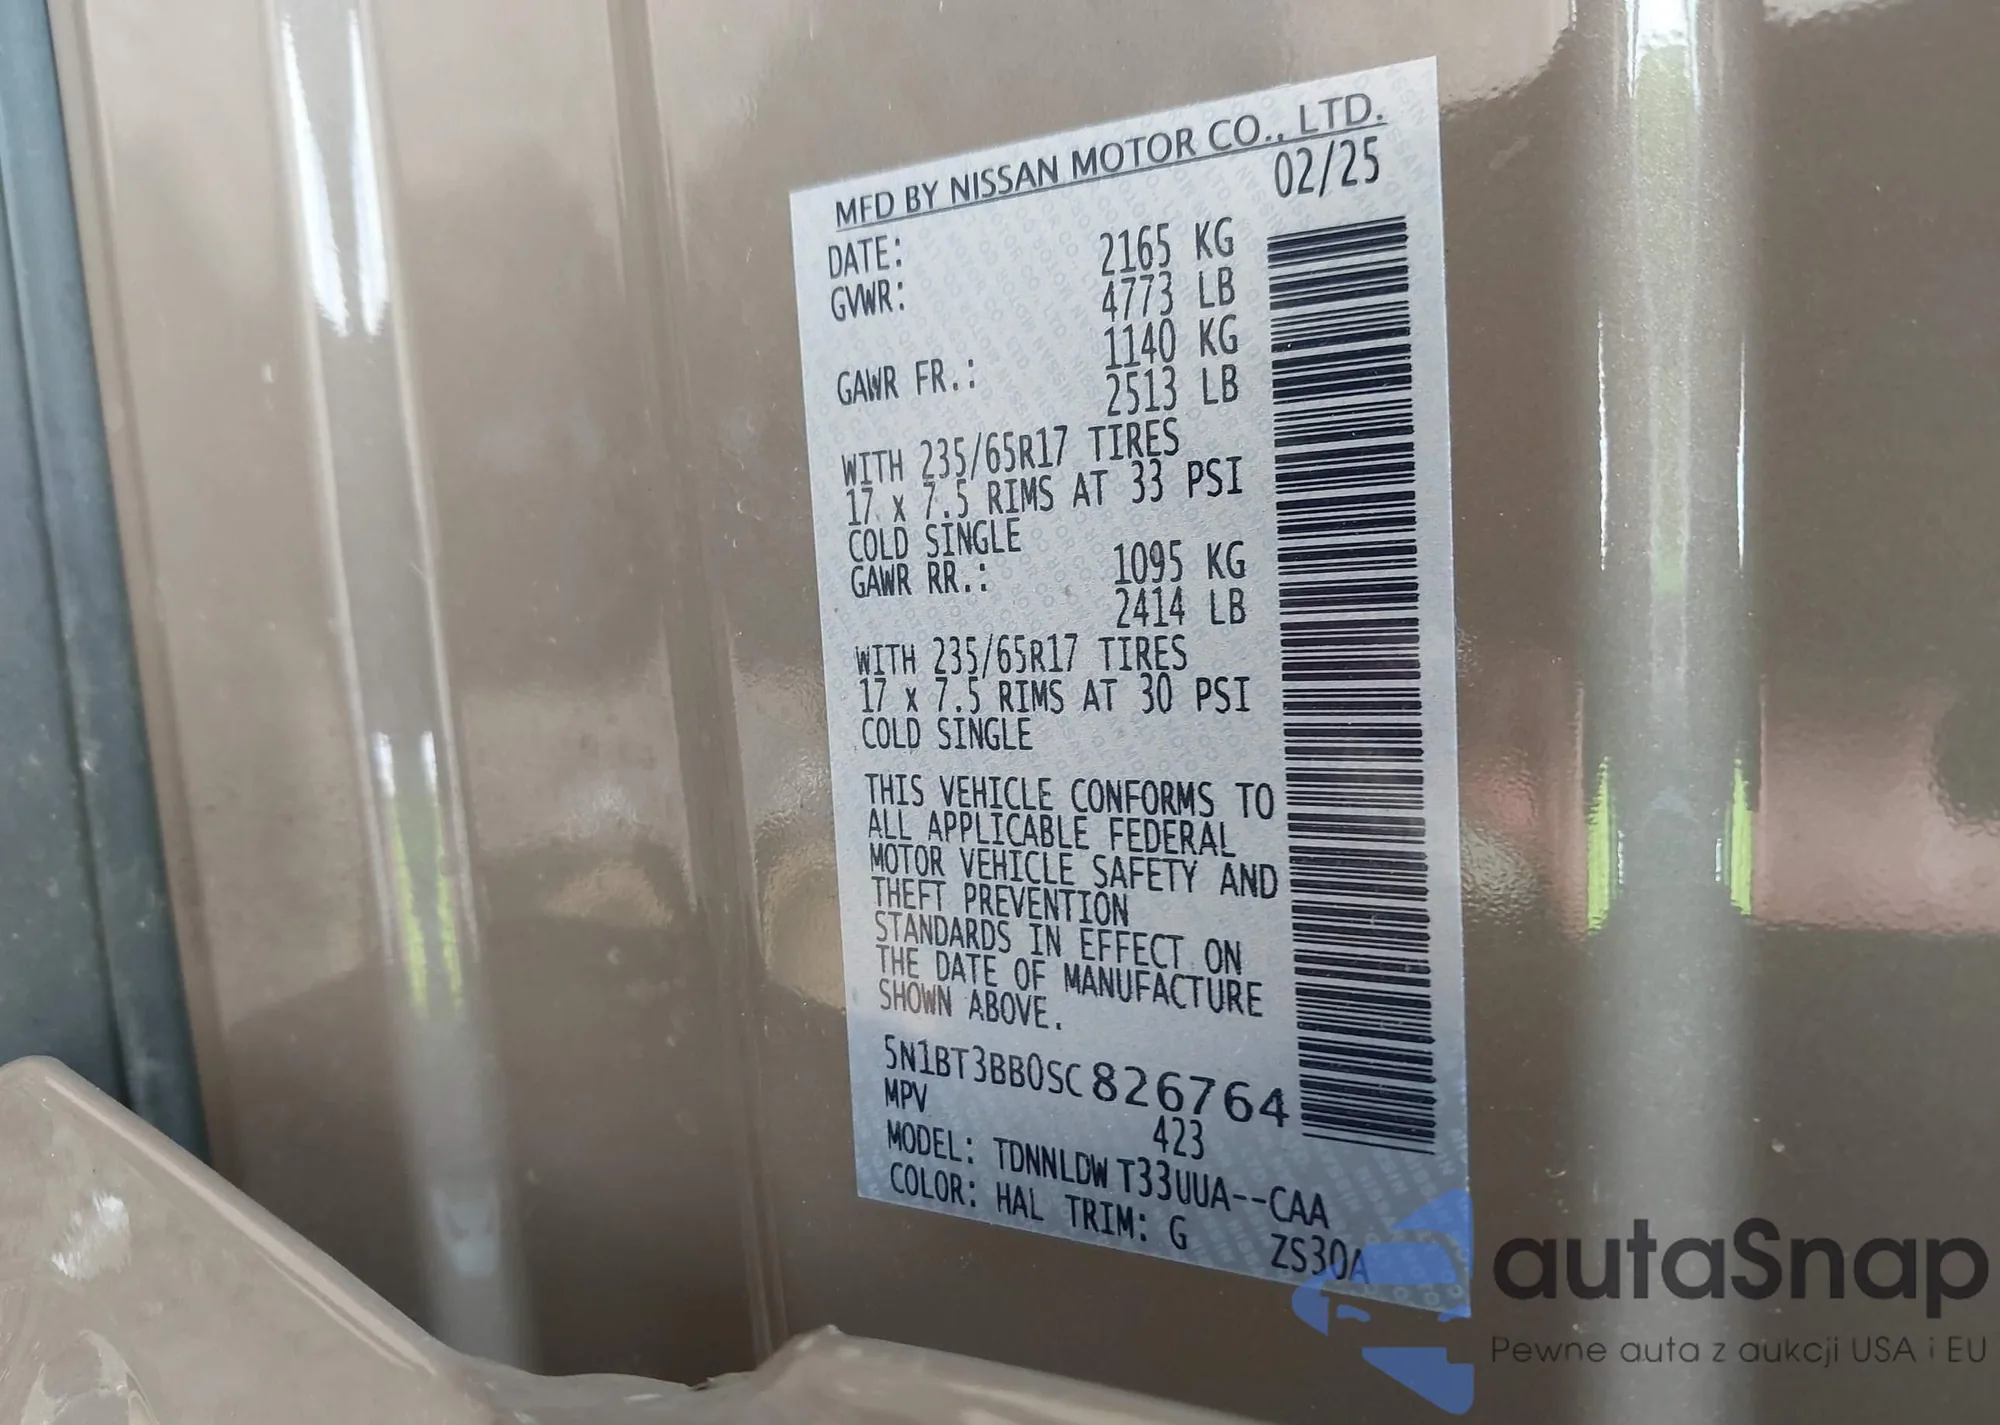 MFD BY NISSAN MOTOR CO., LTD.
DATE: 02/25
GVWR: 2165 KG
4773 LB
GAWR FR.: 1140 KG
2513 LB
WITH 235/65R17 TIRES
17 x 7.5 RIMS AT 33 PSI
COLD SINGLE
GAWR RR.: 1095 KG
2414 LB
WITH 235/65R17 TIRES
17 x 7.5 RIMS AT 30 PSI
COLD SINGLE
THIS VEHICLE CONFORMS TO
ALL APPLICABLE FEDERAL
MOTOR VEHICLE SAFETY AND
THEFT PREVENTION
STANDARDS IN EFFECT ON
THE DATE OF MANUFACTURE
SHOWN ABOVE.
5N1BT3BB0SC826764
MPV 423
MODEL: TDNNLDW T33UUA--CAA
COLOR: HAL TRIM: G ZS30A
autaSnap
Pewne auta z aukcji USA i EU